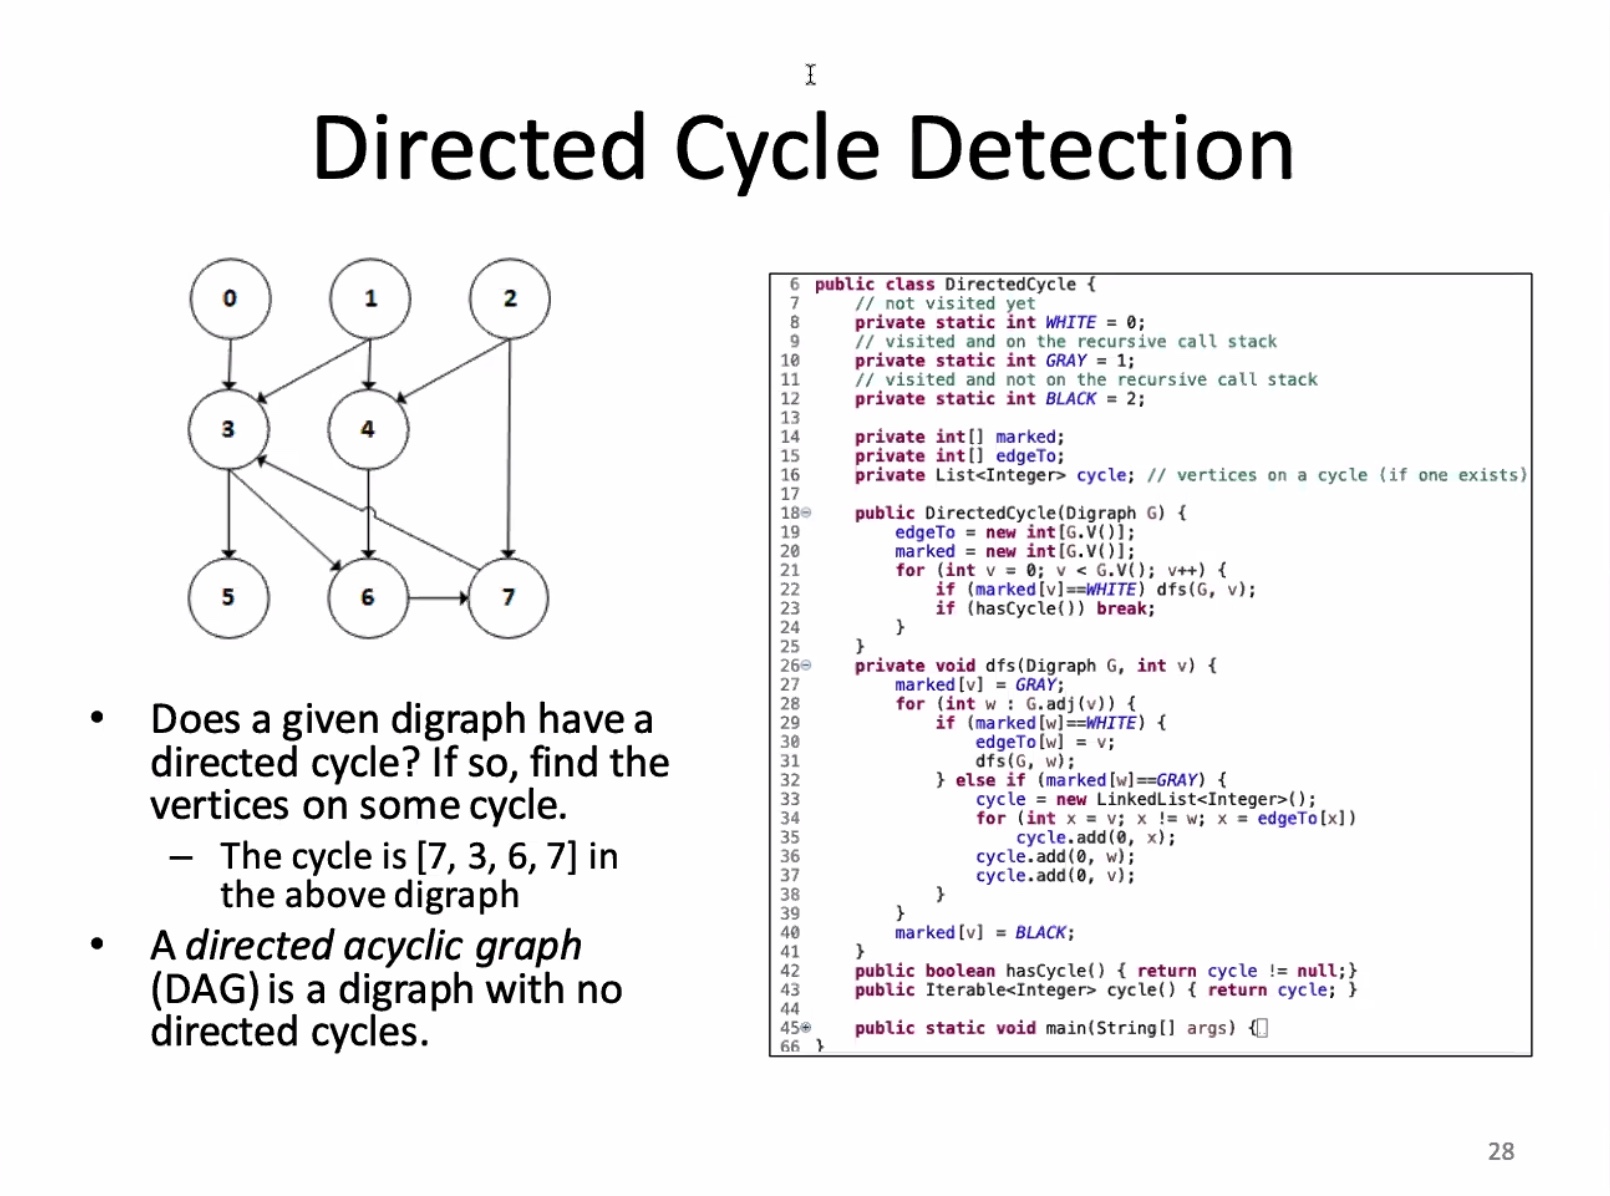 Directed Cycle Detection
0
1
2
3
4
5
6
7
• Does a given digraph have a
directed cycle? If so, find the
vertices on some cycle.
– The cycle is [7, 3, 6, 7] in
the above digraph
• A directed acyclic graph
(DAG) is a digraph with no
directed cycles.
6 public class DirectedCycle {
7     // not visited yet
8     private static int WHITE = 0;
9     // visited and on the recursive call stack
10     private static int GRAY = 1;
11     // visited and not on the recursive call stack
12     private static int BLACK = 2;
13
14     private int[] marked;
15     private int[] edgeTo;
16     private List<Integer> cycle; // vertices on a cycle (if one exists)
17
18     public DirectedCycle(Digraph G) {
19         edgeTo = new int[G.V()];
20         marked = new int[G.V()];
21         for (int v = 0; v < G.V(); v++) {
22             if (marked[v]==WHITE) dfs(G, v);
23             if (hasCycle()) break;
24         }
25     }
26     private void dfs(Digraph G, int v) {
27         marked[v] = GRAY;
28         for (int w : G.adj(v)) {
29             if (marked[w]==WHITE) {
30                 edgeTo[w] = v;
31                 dfs(G, w);
32             } else if (marked[w]==GRAY) {
33                 cycle = new LinkedList<Integer>();
34                 for (int x = v; x != w; x = edgeTo[x])
35                     cycle.add(0, x);
36                 cycle.add(0, w);
37                 cycle.add(0, v);
38             }
39         }
40         marked[v] = BLACK;
41     }
42     public boolean hasCycle() { return cycle != null;}
43     public Iterable<Integer> cycle() { return cycle; }
44
45     public static void main(String[] args) {
66 }
28